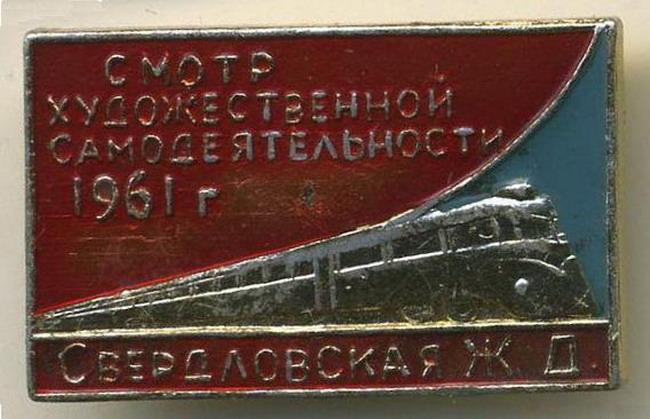 СМОТР
ХУДОЖЕСТВЕННОЙ
САМОДЕЯТЕЛЬНОСТИ
1961 г
СВЕРДЛОВСКАЯ Ж. Д.